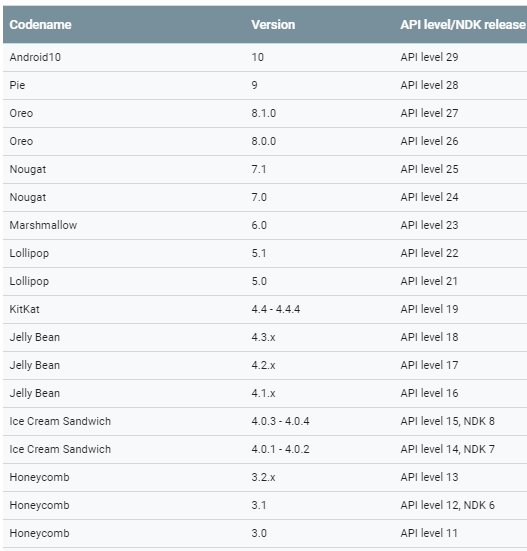 Codename Version API level/NDK release
Android10 10 API level 29
Pie 9 API level 28
Oreo 8.1.0 API level 27
Oreo 8.0.0 API level 26
Nougat 7.1 API level 25
Nougat 7.0 API level 24
Marshmallow 6.0 API level 23
Lollipop 5.1 API level 22
Lollipop 5.0 API level 21
KitKat 4.4 - 4.4.4 API level 19
Jelly Bean 4.3.x API level 18
Jelly Bean 4.2.x API level 17
Jelly Bean 4.1.x API level 16
Ice Cream Sandwich 4.0.3 - 4.0.4 API level 15, NDK 8
Ice Cream Sandwich 4.0.1 - 4.0.2 API level 14, NDK 7
Honeycomb 3.2.x API level 13
Honeycomb 3.1 API level 12, NDK 6
Honeycomb 3.0 API level 11